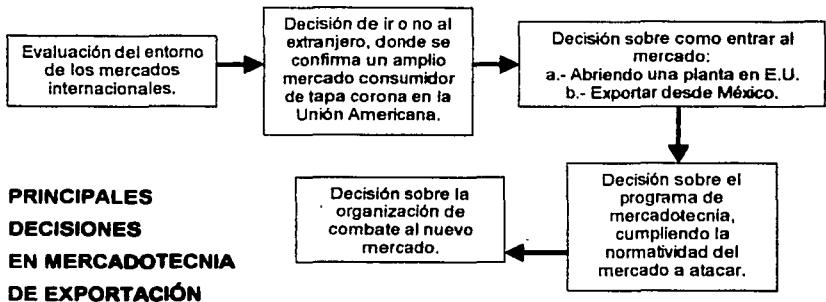 Evaluación del entorno
de los mercados
internacionales.
Decisión de ir o no al
extranjero, donde se
confirma un amplio
mercado consumidor
de tapa corona en la
Unión Americana.
Decisión sobre como entrar al
mercado:
a.- Abriendo una planta en E.U.
b.- Exportar desde México.
Decisión sobre el
programa de
mercadotecnia,
cumpliendo la
normatividad del
mercado a atacar.
Decisión sobre la
organización de
combate al nuevo
mercado.
PRINCIPALES
DECISIONES
EN MERCADOTECNIA
DE EXPORTACIÓN